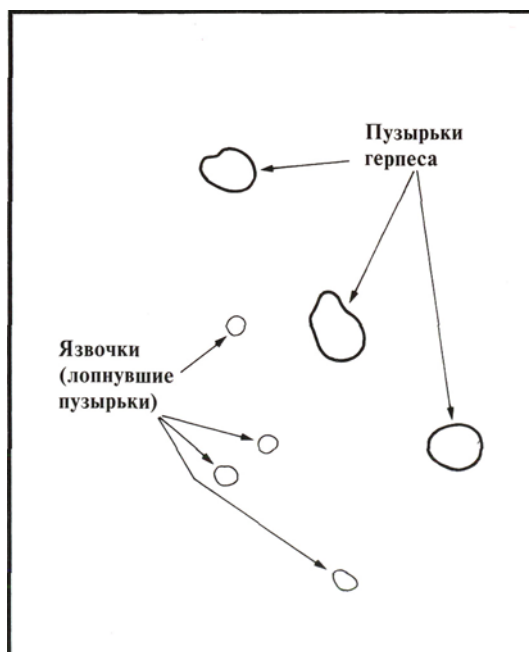 Пузырьки
герпеса
Язвочки
(лопнувшие
пузырьки)